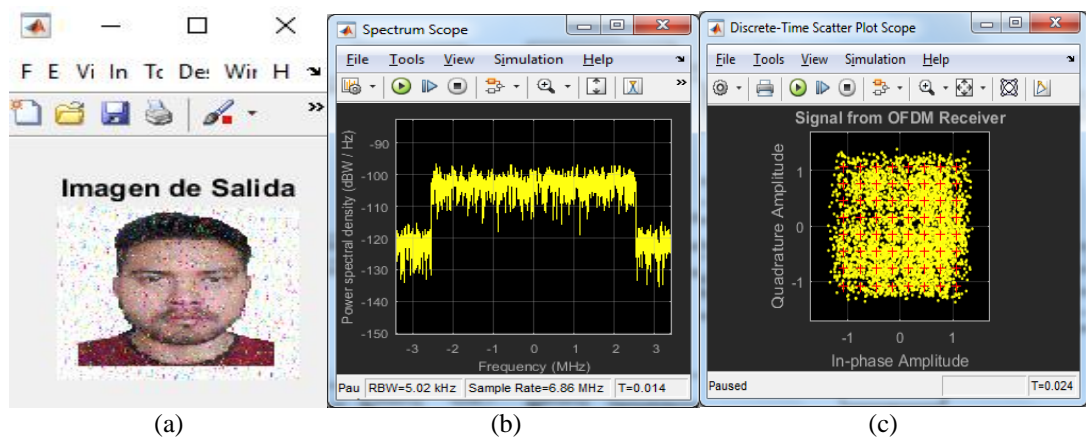 F E Vi In Tc De: Wir H
Imagen de Salida
(a)
Spectrum Scope
File Tools View Simulation Help
Power spectral density (dBW / Hz)
-90
-100
-110
-120
-130
-140
-150
-3 -2 -1 0 1 2 3
Frequency (MHz)
Pau RBW=5.02 kHz Sample Rate=6.86 MHz T=0.014
(b)
Discrete-Time Scatter Plot Scope
File Tools View Simulation Help
Signal from OFDM Receiver
Quadrature Amplitude
1
0
-1
-1 0 1
In-phase Amplitude
Paused T=0.024
(c)